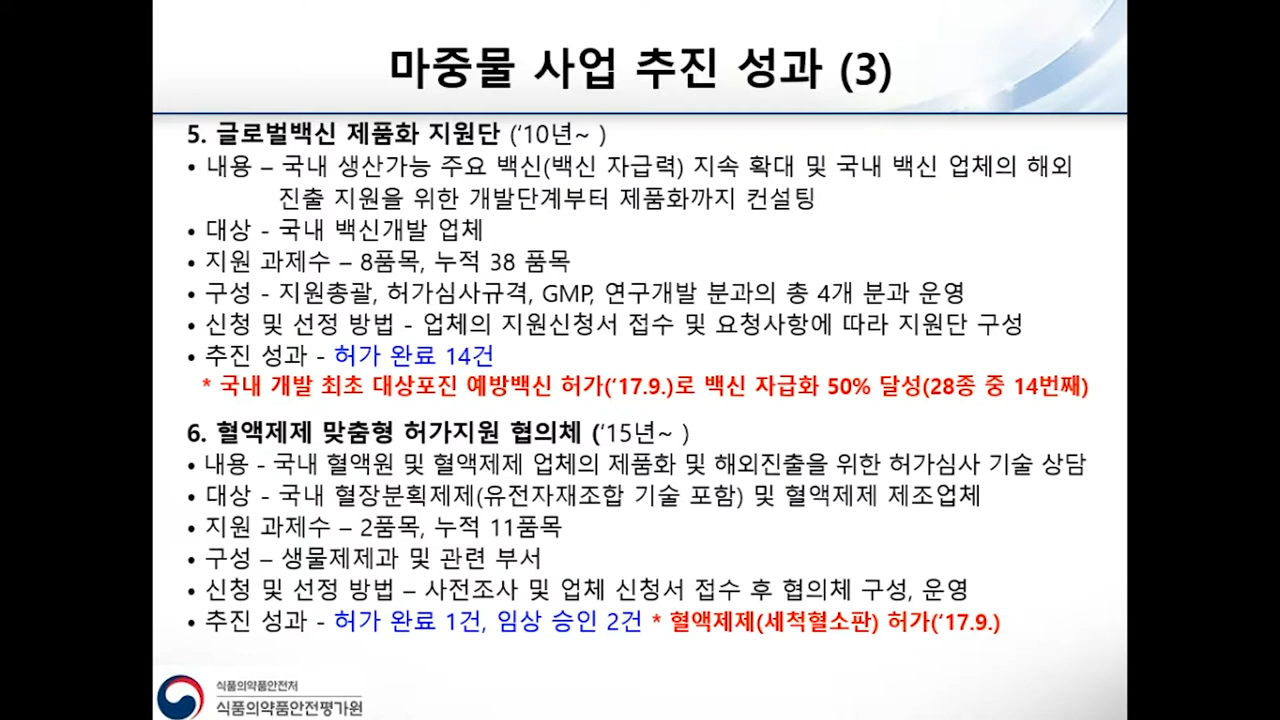 마중물 사업 추진 성과 (3)
5. 글로벌백신 제품화 지원단 (‘10년~ )
• 내용 – 국내 생산가능 주요 백신(백신 자급력) 지속 확대 및 국내 백신 업체의 해외
진출 지원을 위한 개발단계부터 제품화까지 컨설팅
• 대상 - 국내 백신개발 업체
• 지원 과제수 – 8품목, 누적 38 품목
• 구성 - 지원총괄, 허가심사규격, GMP, 연구개발 분과의 총 4개 분과 운영
• 신청 및 선정 방법 - 업체의 지원신청서 접수 및 요청사항에 따라 지원단 구성
• 추진 성과 - 허가 완료 14건
* 국내 개발 최초 대상포진 예방백신 허가(‘17.9.)로 백신 자급화 50% 달성(28종 중 14번째)
6. 혈액제제 맞춤형 허가지원 협의체 (‘15년~ )
• 내용 - 국내 혈액원 및 혈액제제 업체의 제품화 및 해외진출을 위한 허가심사 기술 상담
• 대상 - 국내 혈장분획제제(유전자재조합 기술 포함) 및 혈액제제 제조업체
• 지원 과제수 – 2품목, 누적 11품목
• 구성 – 생물제제과 및 관련 부서
• 신청 및 선정 방법 – 사전조사 및 업체 신청서 접수 후 협의체 구성, 운영
• 추진 성과 - 허가 완료 1건, 임상 승인 2건 * 혈액제제(세척혈소판) 허가(‘17.9.)
식품의약품안전처
식품의약품안전평가원